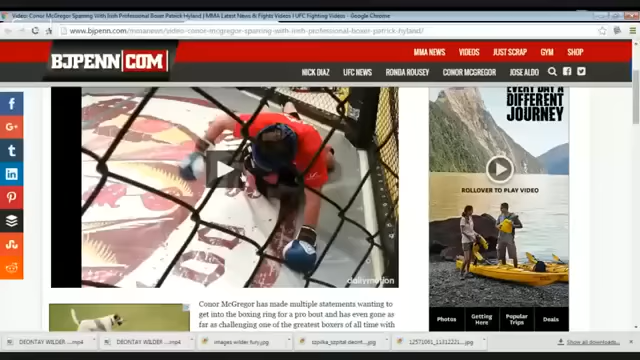 Video: Conor McGregor Sparring With Irish Professional Boxer Patrick Hyland | MMA Latest News & Fights Videos | UFC Fighting Videos - Google Chrome
MMA NEWS VIDEOS JUST SCRAP GYM SHOP
BJPENN.COM
NICK DIAZ UFC NEWS RONDA ROUSEY CONOR MCGREGOR JOSE ALDO
EVERY DAY A
DIFFERENT
JOURNEY
ROLLOVER TO PLAY VIDEO
dailymotion
Conor McGregor has made multiple statements wanting to
get into the boxing ring for a pro bout and has even gone as
far as challenging one of the greatest boxers of all time with
Photos
Getting Here
Popular Trips
Deals
DEONTAY WILDER ....mp4
DEONTAY WILDER ....mp4
images wilder fury.jpg
Show all downloads...